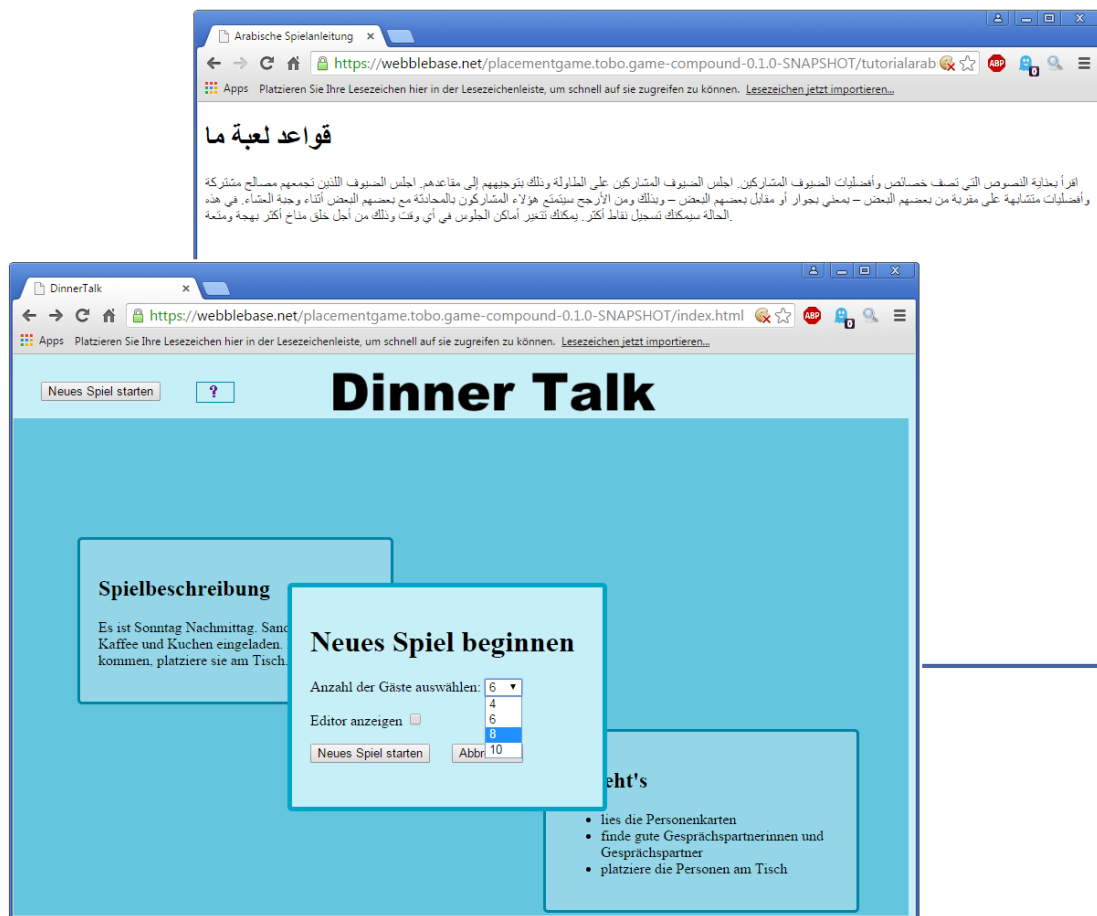 Arabische Spielanleitung
https://webblebase.net/placementgame.tobo.game-compound-0.1.0-SNAPSHOT/tutorialarab
ABP
0
Apps Platzieren Sie Ihre Lesezeichen hier in der Lesezeichenleiste, um schnell auf sie zugreifen zu können. Lesezeichen jetzt importieren...
قواعد لعبة ما
اقرأ بعناية النصوص التي تصف خصائص وأفضليات الضيوف المشاركين. اجلس الضيوف المشاركين على الطاولة وذلك بتوجيههم إلى مقاعدهم. اجلس الضيوف اللذين تجمعهم مصالح مشتركة
وأفضليات متشابهة على مقربة من بعضهم البعض – بمعني بجوار أو مقابل بعضهم البعض – وبذلك ومن الأرجح سيتمتع هؤلاء المشاركون بالمحادثة مع بعضهم البعض أثناء وجبة العشاء. في هذه
الحالة سيمكنك تسجيل نقاط أكثر. يمكنك تتغير أماكن الجلوس في أي وقت وذلك من أجل خلق مناخ أكثر بهجة ومتعة.
DinnerTalk
https://webblebase.net/placementgame.tobo.game-compound-0.1.0-SNAPSHOT/index.html
ABP
0
Apps Platzieren Sie Ihre Lesezeichen hier in der Lesezeichenleiste, um schnell auf sie zugreifen zu können. Lesezeichen jetzt importieren...
Neues Spiel starten ? Dinner Talk
Spielbeschreibung
Es ist Sonntag Nachmittag.
Kaffee und Kuchen eingeladen.
kommen, platziere sie am Tisch.
Neues Spiel beginnen
Anzahl der Gäste auswählen: 6
4
6
8
10
Editor anzeigen
Neues Spiel starten Abbr
eht's
lies die Personenkarten
finde gute Gesprächspartnerinnen und
Gesprächspartner
platziere die Personen am Tisch